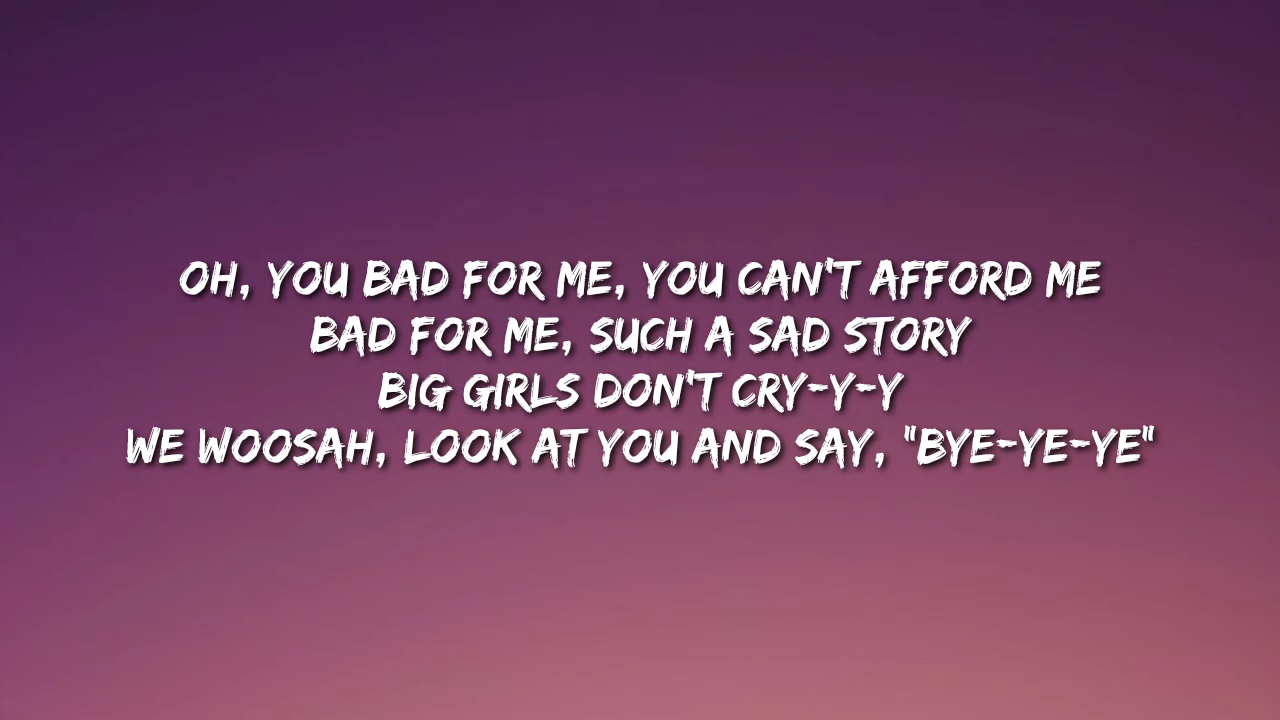 OH, YOU BAD FOR ME, YOU CAN'T AFFORD ME
BAD FOR ME, SUCH A SAD STORY
BIG GIRLS DON'T CRY-Y-Y
WE WOOSAH, LOOK AT YOU AND SAY, "BYE-YE-YE"